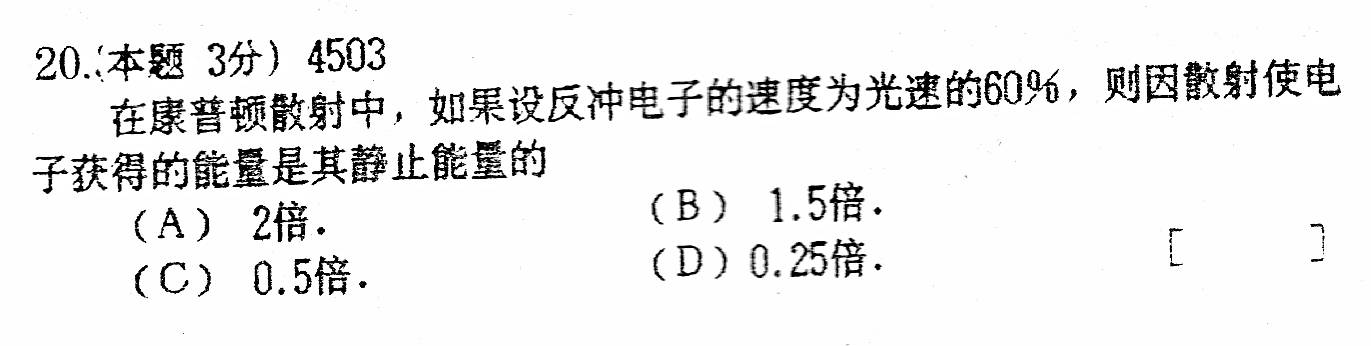 20.(本题 3分) 4503
在康普顿散射中，如果设反冲电子的速度为光速的60%，则因散射使电
子获得的能量是其静止能量的
(A) 2倍. (B) 1.5倍.
(C) 0.5倍. (D) 0.25倍. [ ]